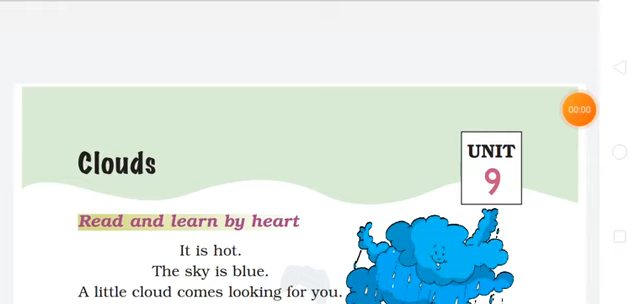 00:00
Clouds
UNIT
9
Read and learn by heart
It is hot.
The sky is blue.
A little cloud comes looking for you.